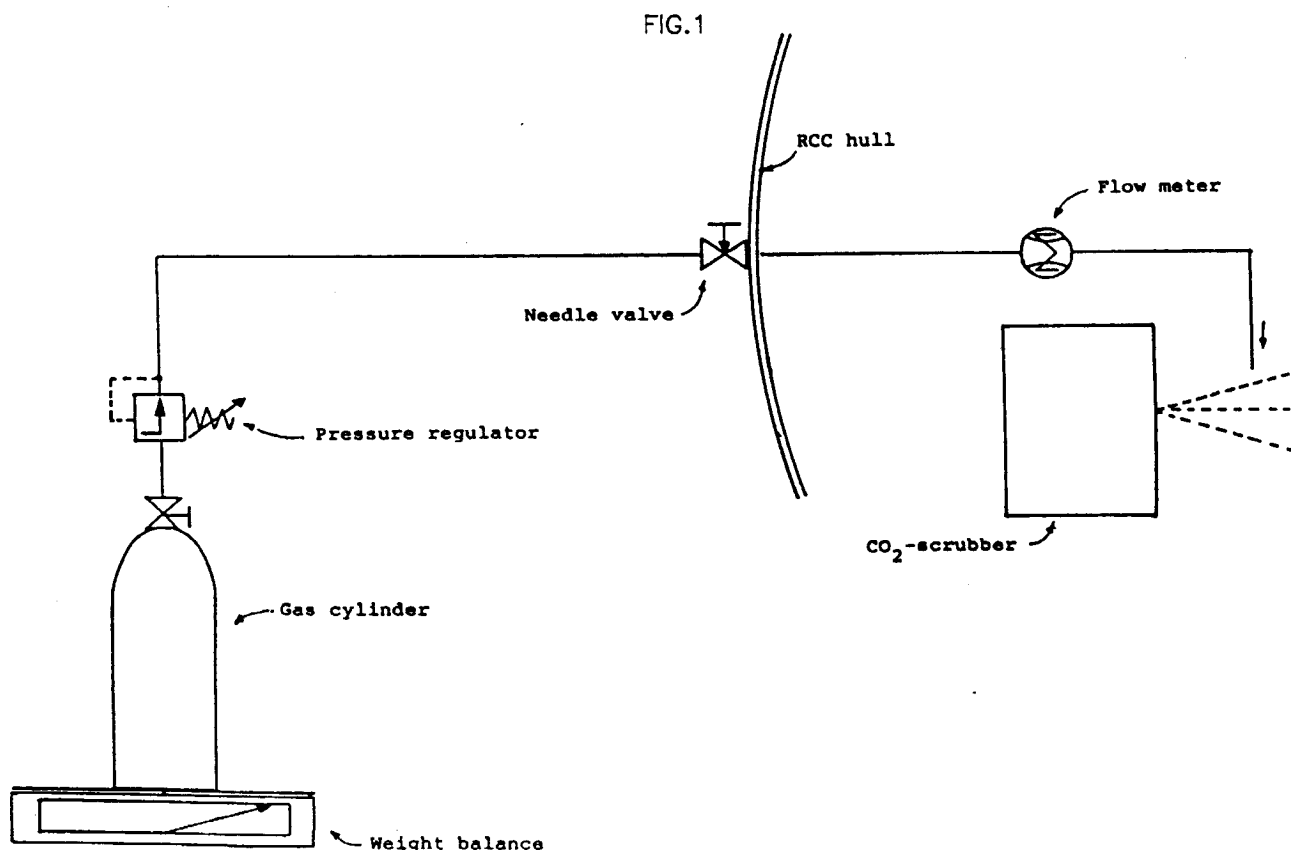 FIG.1
RCC hull
Flow meter
Needle valve
Pressure regulator
CO2-scrubber
Gas cylinder
Weight balance